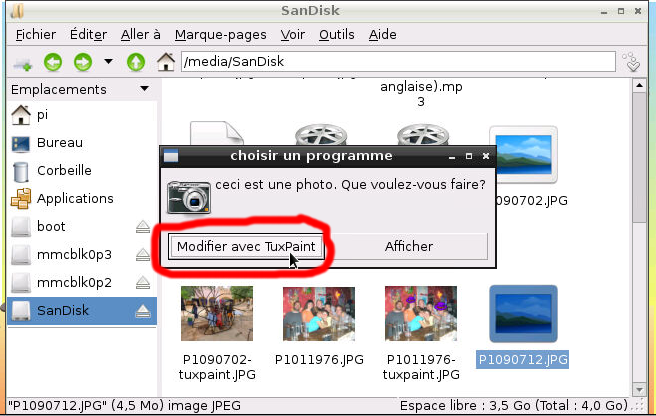 SanDisk
Fichier Éditer Aller à Marque-pages Voir Outils Aide
/media/SanDisk
Emplacements
pi
Bureau
Corbeille
Applications
boot
mmcblk0p3
mmcblk0p2
SanDisk
anglaise).mp
3
choisir un programme
ceci est une photo. Que voulez-vous faire?
Modifier avec TuxPaint
Afficher
090702.JPG
P1090702-
tuxpaint.JPG
P1011976.JPG
P1011976-
tuxpaint.JPG
P1090712.JPG
"P1090712.JPG" (4,5 Mo) image JPEG
Espace libre : 3,5 Go (Total : 4,0 Go)